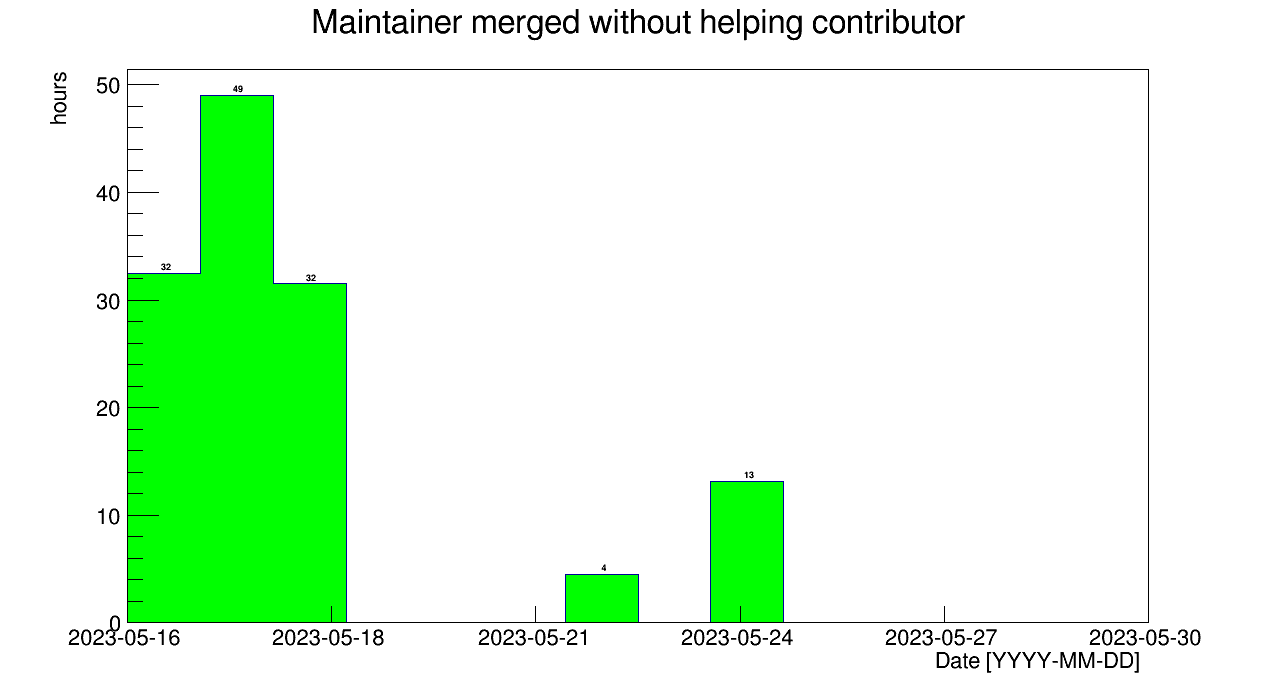 Maintainer merged without helping contributor
hours
50
40
30
20
10
0
32
49
32
4
13
2023-05-16 2023-05-18 2023-05-21 2023-05-24 2023-05-27 2023-05-30
Date [YYYY-MM-DD]